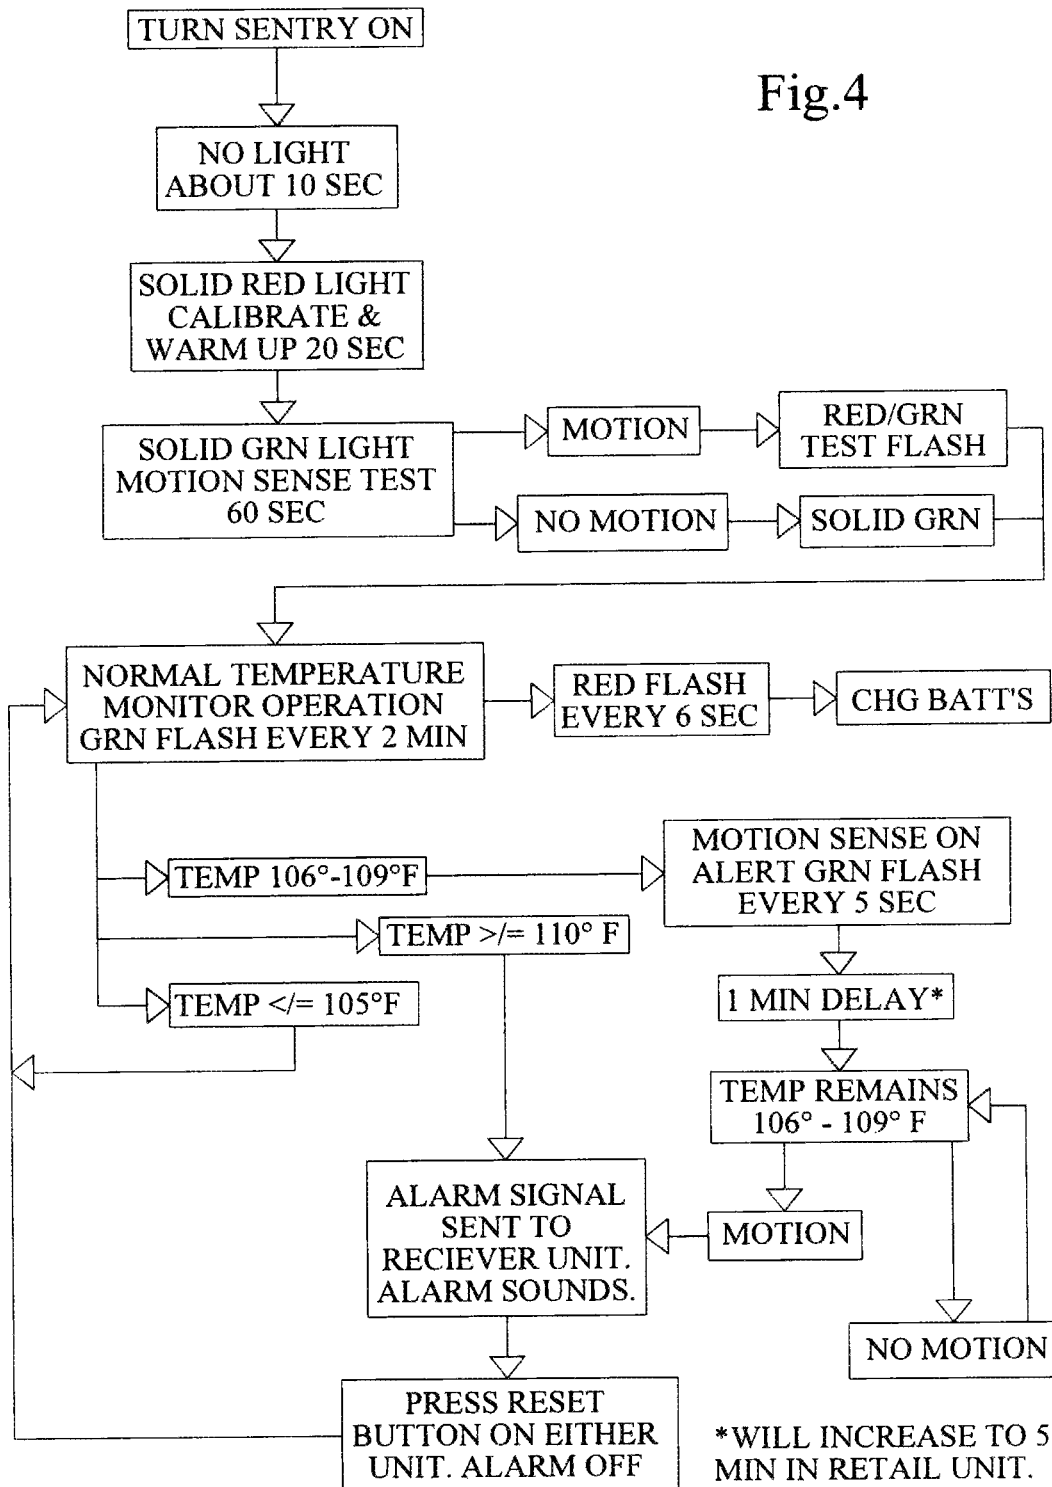 TURN SENTRY ON
Fig.4
NO LIGHT
ABOUT 10 SEC
SOLID RED LIGHT
CALIBRATE &
WARM UP 20 SEC
SOLID GRN LIGHT
MOTION SENSE TEST
60 SEC
MOTION
RED/GRN
TEST FLASH
NO MOTION
SOLID GRN
NORMAL TEMPERATURE
MONITOR OPERATION
GRN FLASH EVERY 2 MIN
RED FLASH
EVERY 6 SEC
CHG BATT'S
TEMP 106°-109°F
MOTION SENSE ON
ALERT GRN FLASH
EVERY 5 SEC
TEMP >/= 110° F
TEMP </= 105°F
1 MIN DELAY*
TEMP REMAINS
106° - 109° F
ALARM SIGNAL
SENT TO
RECIEVER UNIT.
ALARM SOUNDS.
MOTION
NO MOTION
PRESS RESET
BUTTON ON EITHER
UNIT. ALARM OFF
*WILL INCREASE TO 5
MIN IN RETAIL UNIT.